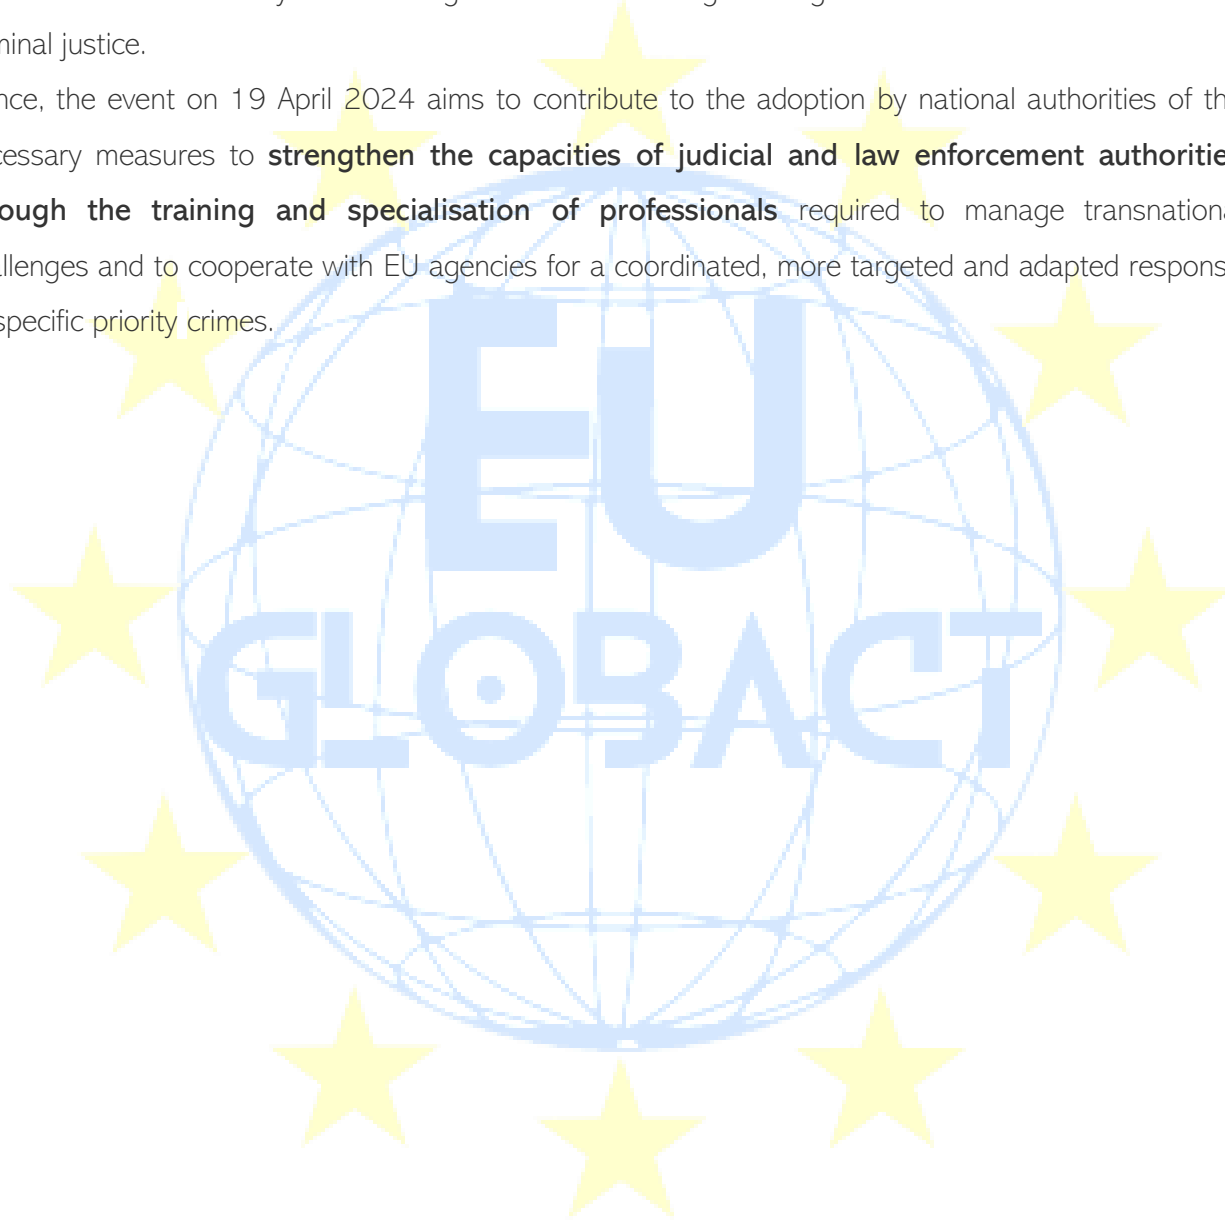 minal justice.
nce, the event on 19 April 2024 aims to contribute to the adoption by national authorities of th
cessary measures to strengthen the capacities of judicial and law enforcement authoritie
ough the training and specialisation of professionals required to manage transnationa
llenges and to cooperate with EU agencies for a coordinated, more targeted and adapted respons
specific priority crimes.
EU
GLOBACT